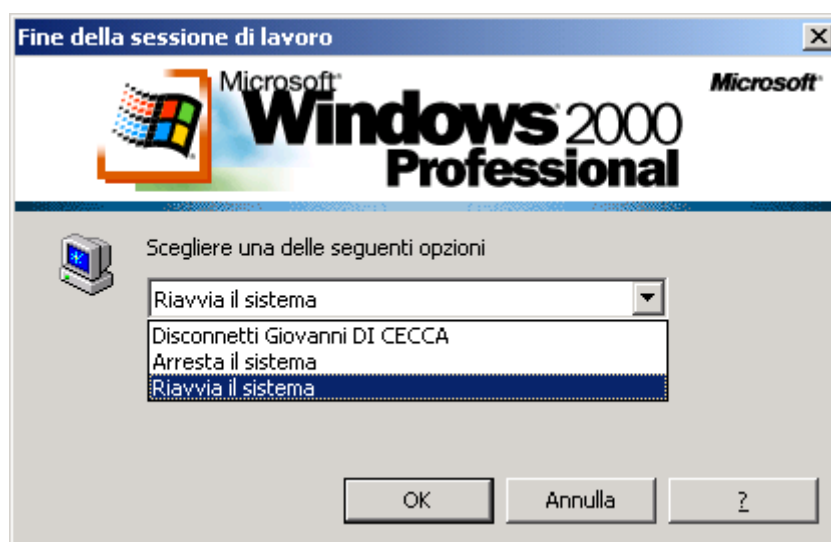 Fine della sessione di lavoro
Microsoft
Microsoft
Windows 2000
Professional
Scegliere una delle seguenti opzioni
Riavvia il sistema
Disconnetti Giovanni DI CECCA
Arresta il sistema
Riavvia il sistema
OK Annulla ?